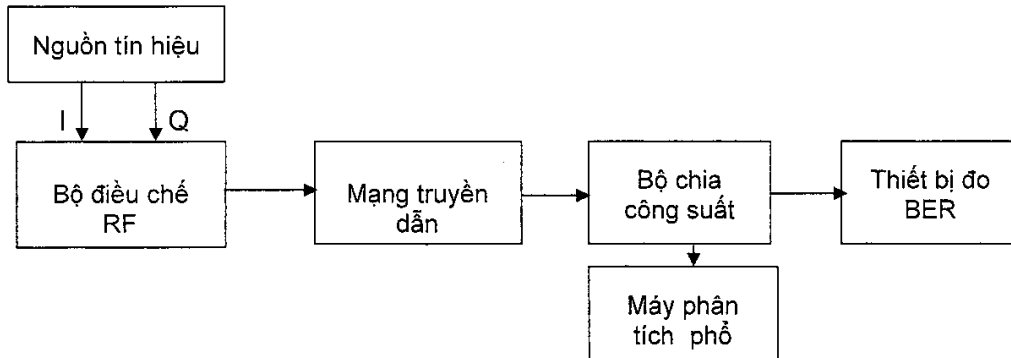 Nguồn tín hiệu
I
Q
Bộ điều chế
RF
Mạng truyền
dẫn
Bộ chia
công suất
Thiết bị đo
BER
Máy phân
tích phổ